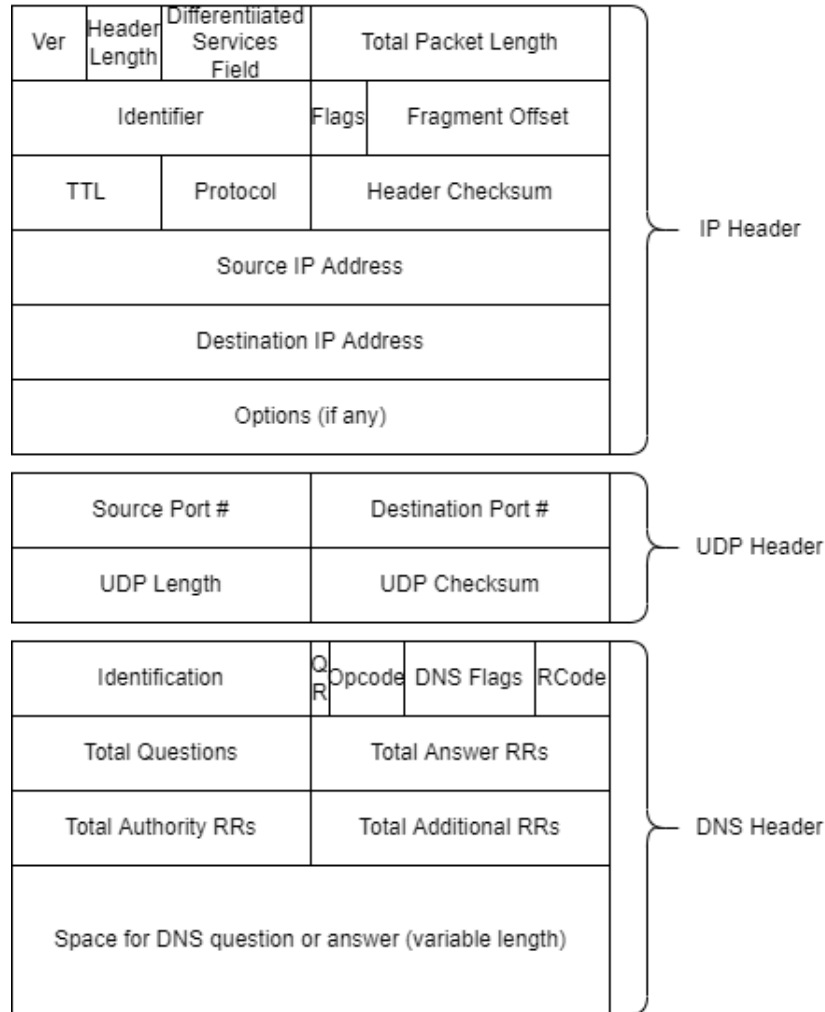 Ver
Header
Length
Differentiiated
Services
Field
Total Packet Length
Identifier
Flags
Fragment Offset
TTL
Protocol
Header Checksum
Source IP Address
Destination IP Address
Options (if any)
IP Header
Source Port #
Destination Port #
UDP Length
UDP Checksum
UDP Header
Identification
Q
R
Opcode
DNS Flags
RCode
Total Questions
Total Answer RRs
Total Authority RRs
Total Additional RRs
DNS Header
Space for DNS question or answer (variable length)